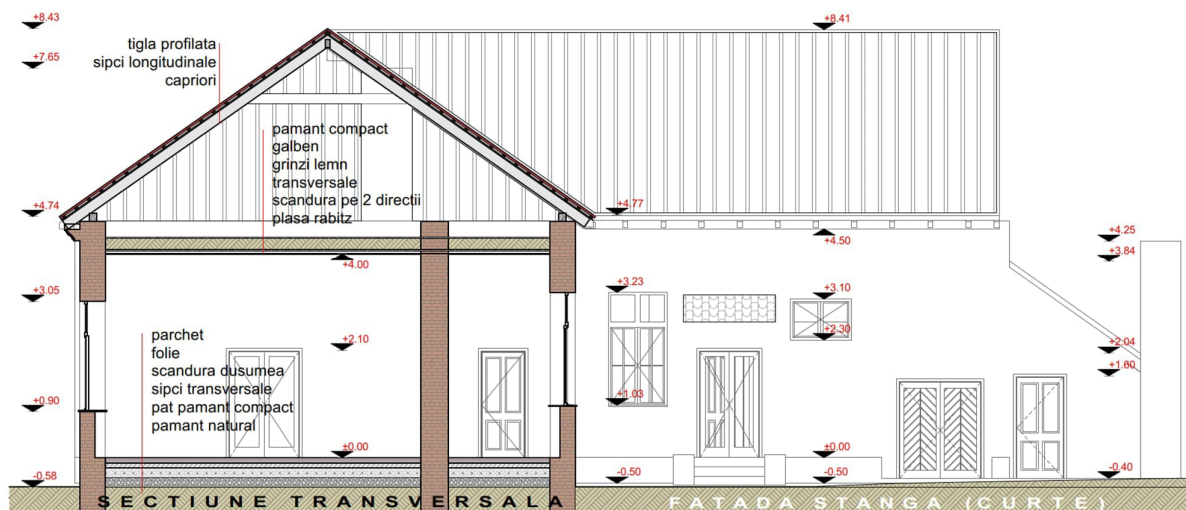 +8.43
+8.41
tigla profilata
sipci longitudinale
capriori
+7.65
pamant compact
galben
grinzi lemn
transversale
scandura pe 2 directii
plasa rabitz
+4.74
+4.77
+4.50
+4.25
+3.84
+4.00
+3.05
+3.23
+3.10
+2.30
+2.10
+2.04
+1.60
parchet
folie
scandura dusumea
sipci transversale
pat pamant compact
pamant natural
+0.90
+1.03
±0.00
±0.00
-0.58
-0.50
-0.50
-0.40
SECTIUNE TRANSVERSALA
FATADA STANGA (CURTE)